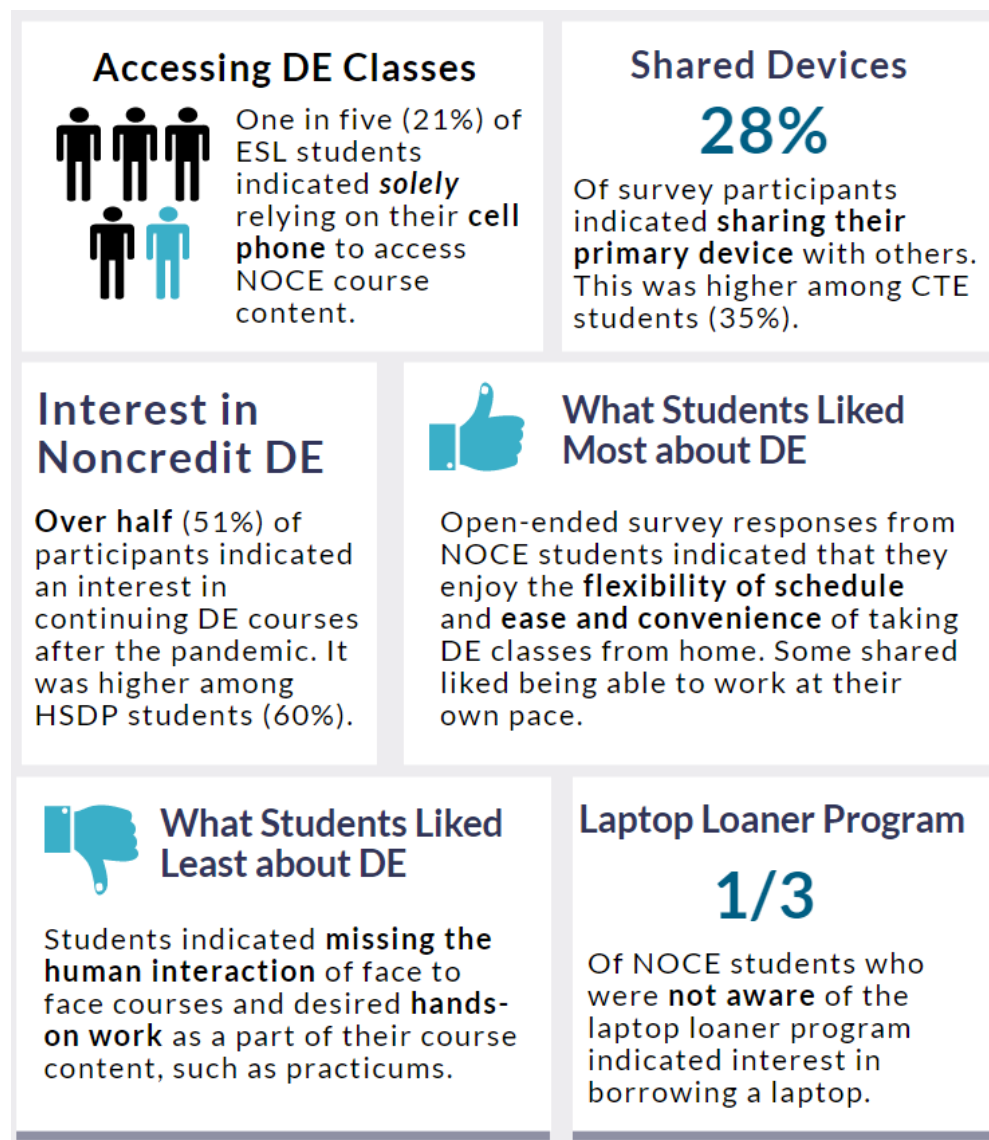 Accessing DE Classes
One in five (21%) of
ESL students
indicated solely
relying on their cell
phone to access
NOCE course
content.
Shared Devices
28%
Of survey participants
indicated sharing their
primary device with others.
This was higher among CTE
students (35%).
Interest in
Noncredit DE
Over half (51%) of
participants indicated
an interest in
continuing DE courses
after the pandemic. It
was higher among
HSDP students (60%).
What Students Liked
Most about DE
Open-ended survey responses from
NOCE students indicated that they
enjoy the flexibility of schedule
and ease and convenience of taking
DE classes from home. Some shared
liked being able to work at their
own pace.
What Students Liked
Least about DE
Students indicated missing the
human interaction of face to
face courses and desired hands-
on work as a part of their course
content, such as practicums.
Laptop Loaner Program
1/3
Of NOCE students who
were not aware of the
laptop loaner program
indicated interest in
borrowing a laptop.